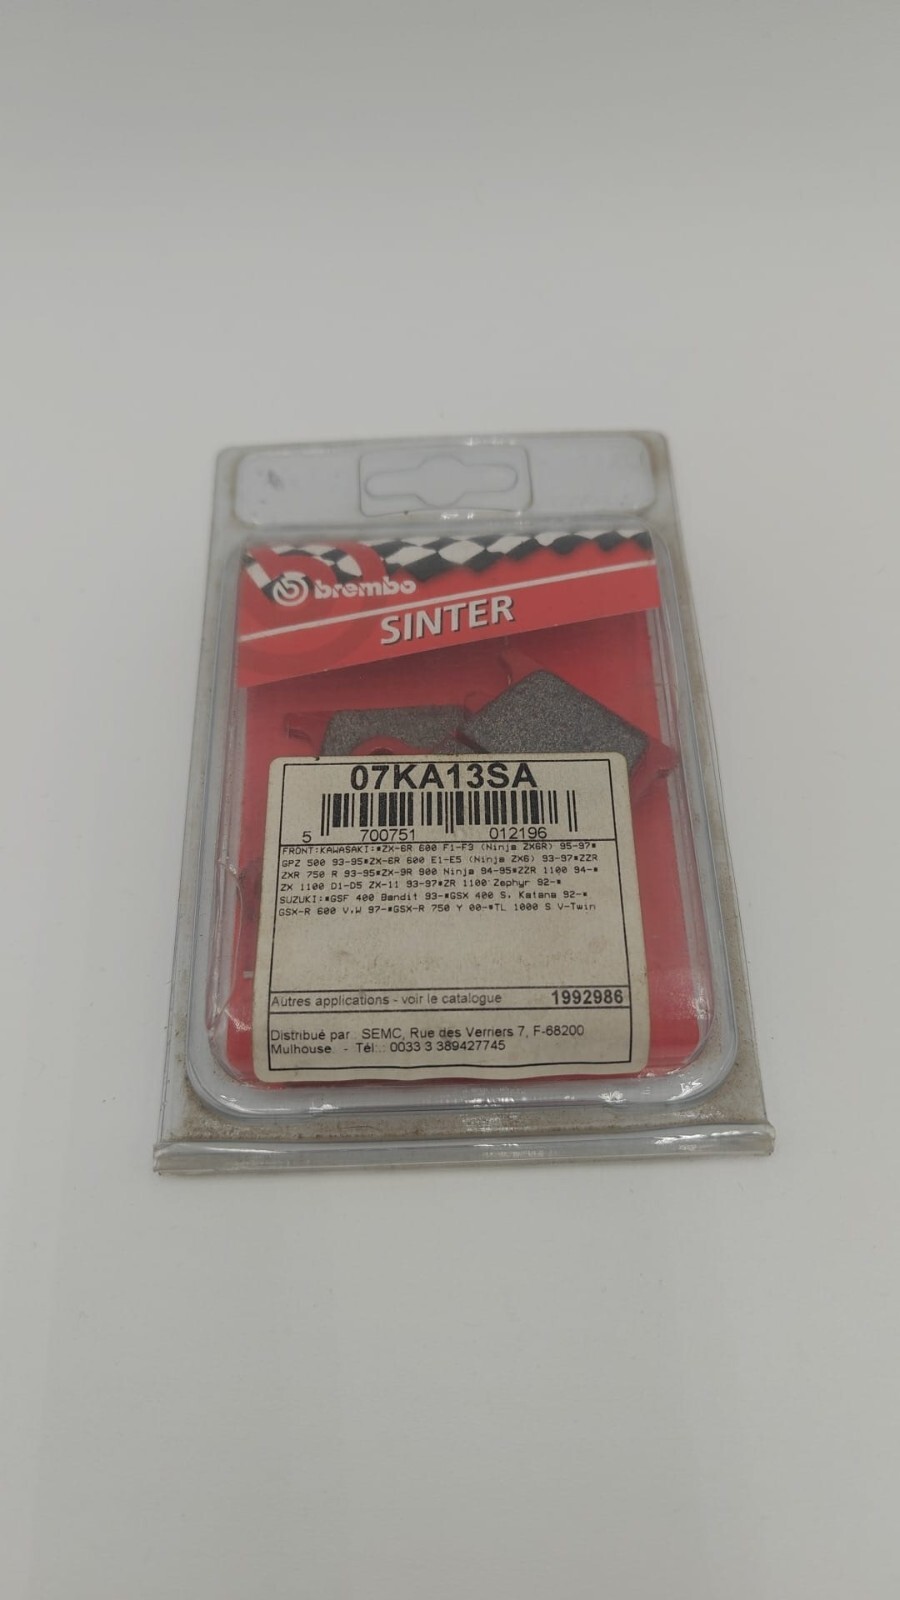 brembo
SINTER
07KA13SA
5 700751 012196
FRONT:KAWASAKI:*ZX-6R 600 F1-F3 (Ninja ZX6R) 95-97*
GPZ 500 93-95*ZX-6R 600 E1-E5 (Ninja ZX6) 93-97*ZZR
ZXR 750 R 93-95*ZX-9R 900 Ninja 94-95*ZZR 1100 94-*
ZX 1100 D1-D5 ZX-11 93-97*ZR 1100 Zephyr 92-*
SUZUKI:*GSF 400 Bandit 93-*GSX 400 S. Katana 92-*
GSX-R 600 V,W 97-*GSX-R 750 Y 00-*TL 1000 S V-Twin
Autres applications - voir le catalogue 1992986
Distribué par : SEMC, Rue des Verriers 7, F-68200
Mulhouse - Tél.: 0033 3 389427745